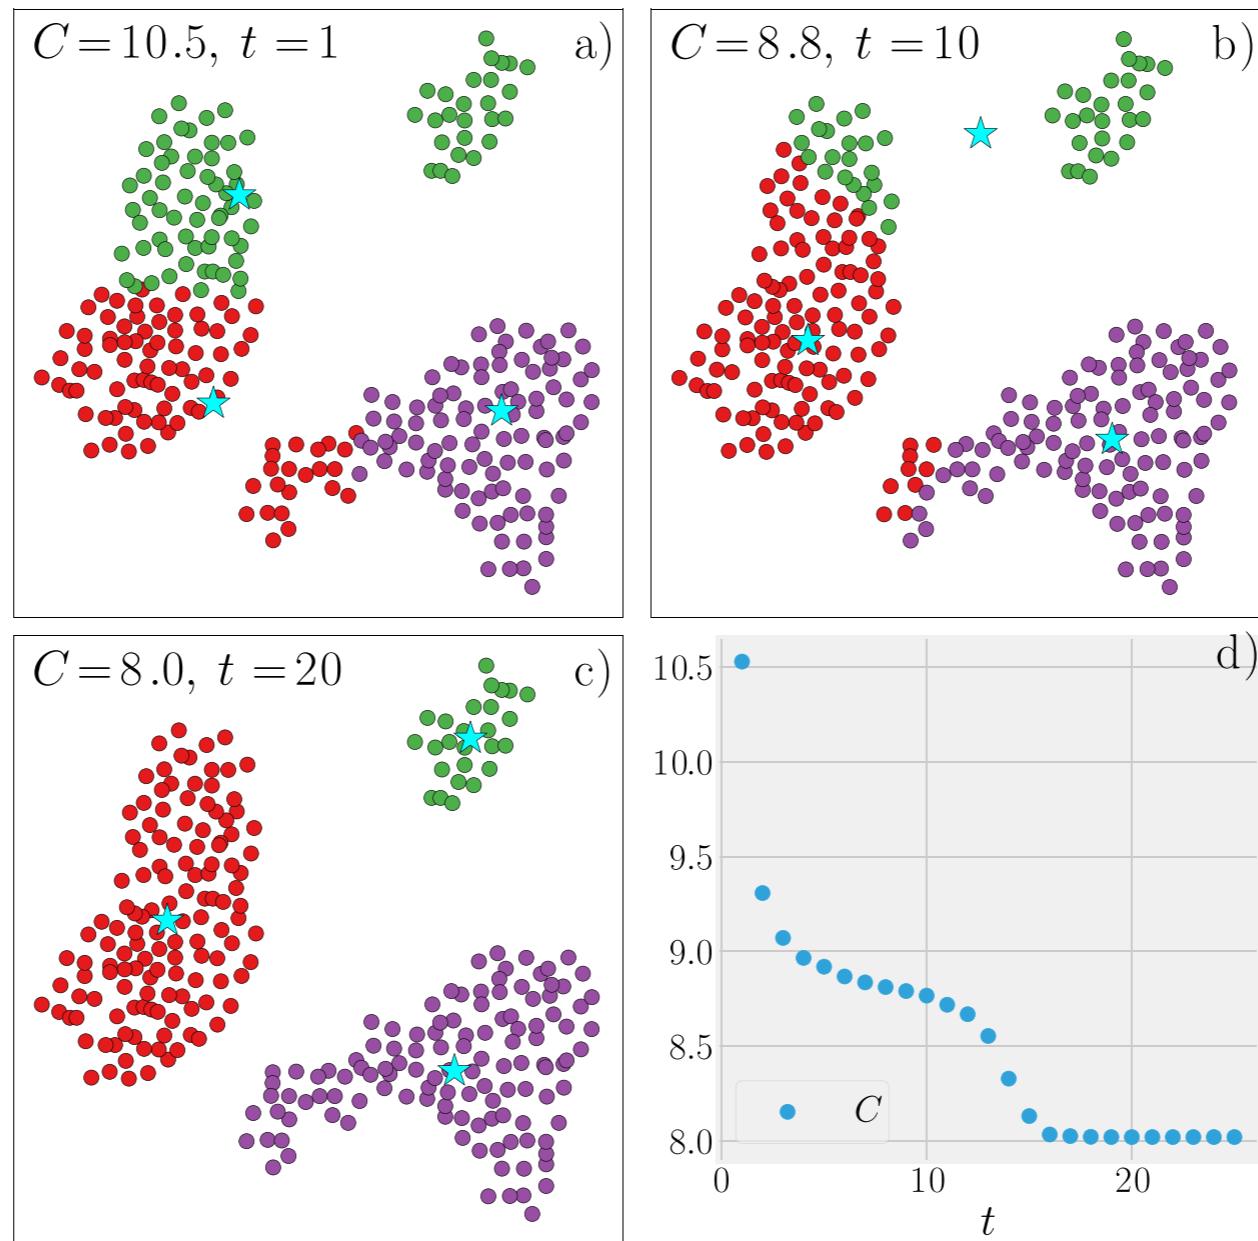 C = 10.5, t = 1 a)
C = 8.8, t = 10 b)
C = 8.0, t = 20 c)
d)
10.5
10.0
9.5
9.0
8.5
8.0
C
0 10 20
t